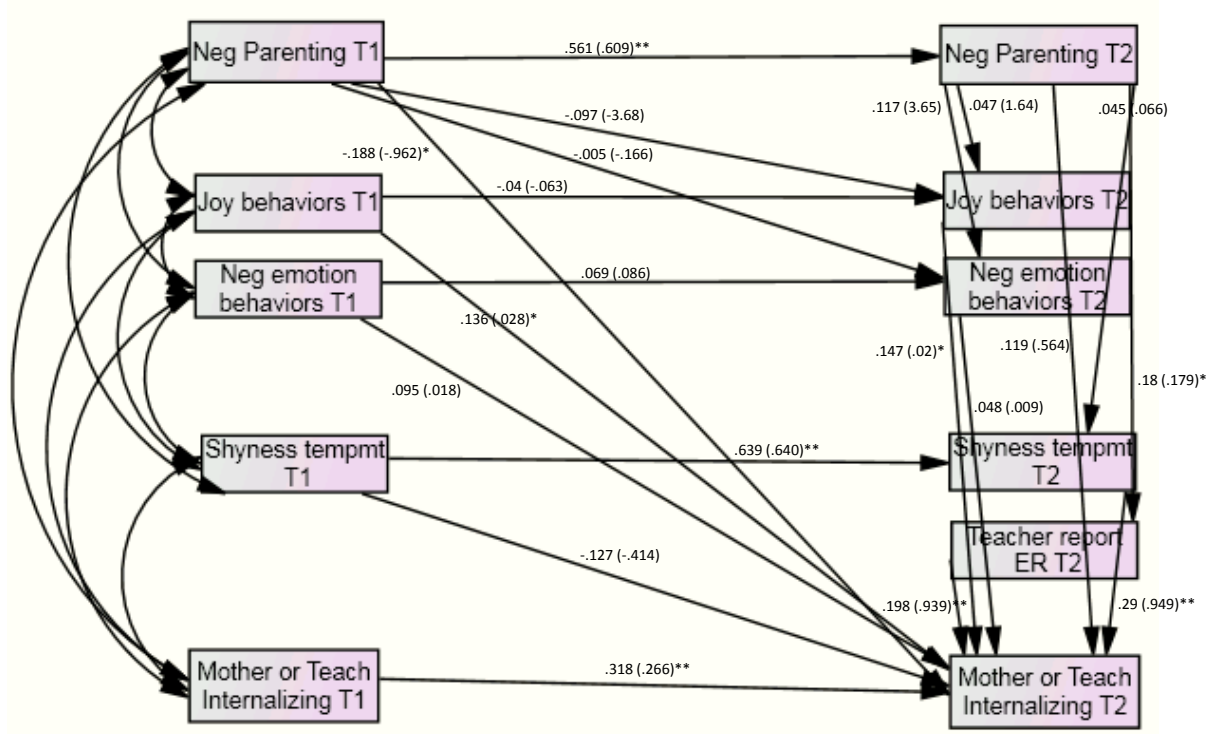 Neg Parenting T1
.561 (.609)**
Neg Parenting T2
.117 (3.65)
.047 (1.64)
.045 (.066)
-.097 (-3.68)
-.188 (-.962)*
-.005 (-.166)
Joy behaviors T1
-.04 (-.063)
Joy behaviors T2
Neg emotion
behaviors T1
.069 (.086)
Neg emotion
behaviors T2
.136 (.028)*
.147 (.02)*
.119 (.564)
.18 (.179)*
.095 (.018)
.048 (.009)
Shyness tempmt
T1
.639 (.640)**
Shyness tempmt
T2
Teacher report
ER T2
-.127 (-.414)
.198 (.939)**
.29 (.949)**
Mother or Teach
Internalizing T1
.318 (.266)**
Mother or Teach
Internalizing T2